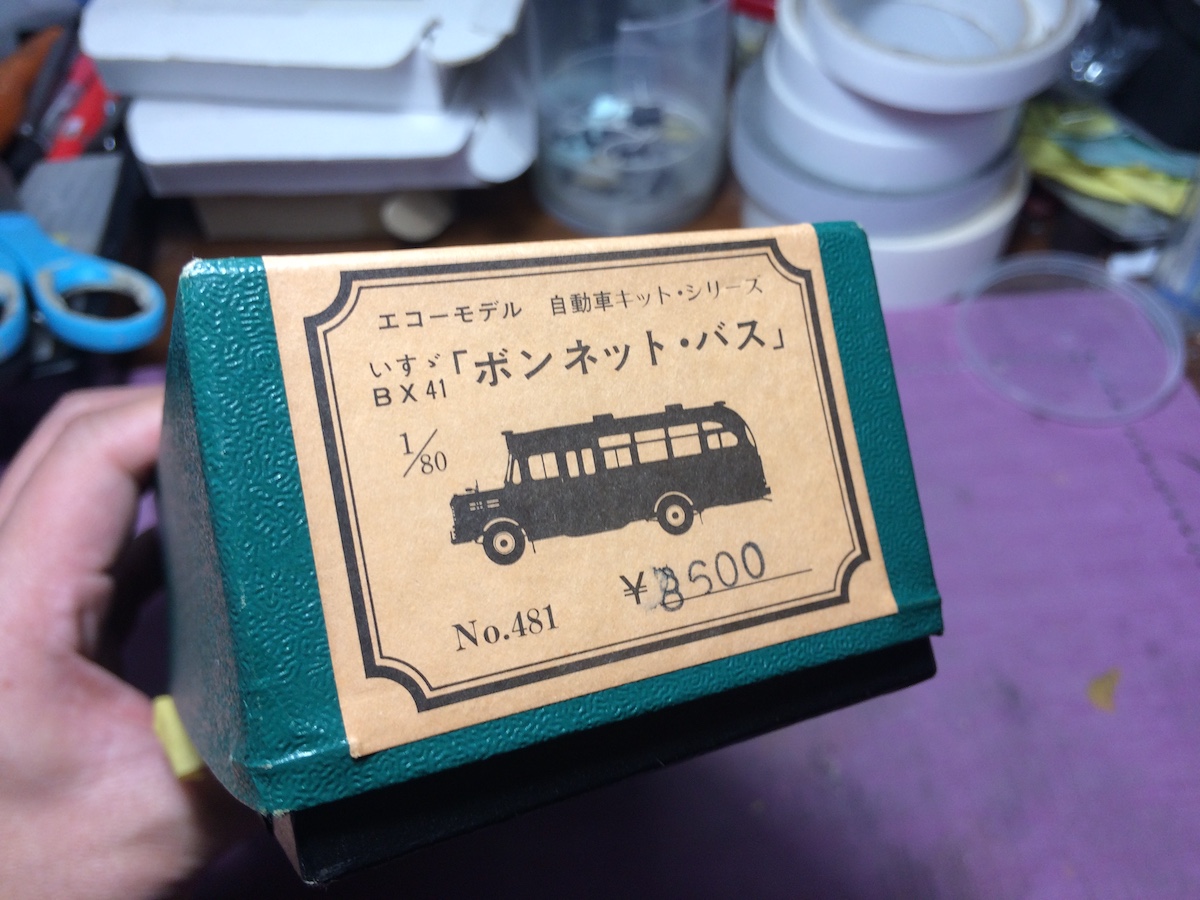 エコーモデル 自動車キット・シリーズ
いすゞ「ボンネット・バス」
BX41
1/80
¥8600
No.481